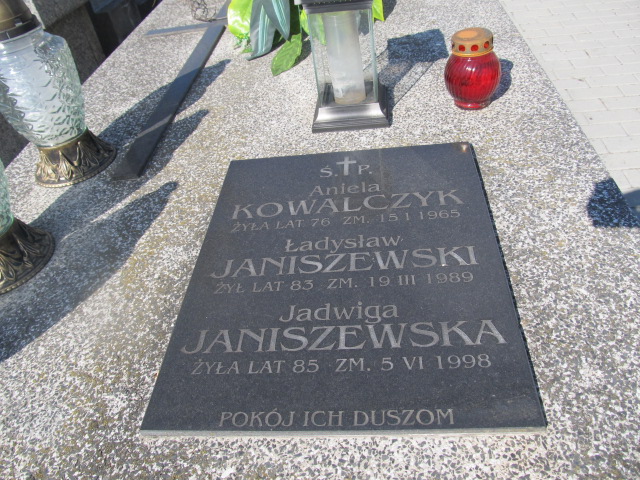 Ś. P.
Aniela
KOWALCZYK
ŻYŁA LAT 76 ZM. 15 I 1965
Ładysław
JANISZEWSKI
ŻYŁ LAT 83 ZM. 19 III 1989
Jadwiga
JANISZEWSKA
ŻYŁA LAT 85 ZM. 5 VI 1998
POKÓJ ICH DUSZOM